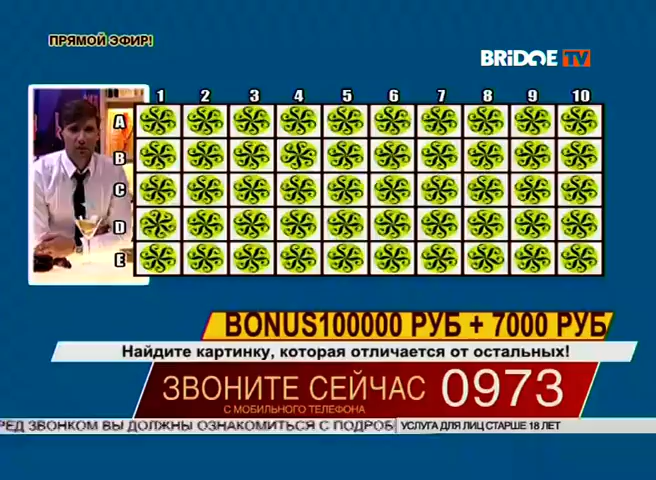 ПРЯМОЙ ЭФИР!
BRIDGE TV
1 2 3 4 5 6 7 8 9 10
A
B
C
D
E
BONUS100000 РУБ + 7000 РУБ
Найдите картинку, которая отличается от остальных!
ЗВОНИТЕ СЕЙЧАС 0973
С МОБИЛЬНОГО ТЕЛЕФОНА
РЕД ЗВОНКОМ ВЫ ДОЛЖНЫ ОЗНАКОМИТЬСЯ С ПОДРОБ УСЛУГА ДЛЯ ЛИЦ СТАРШЕ 18 ЛЕТ